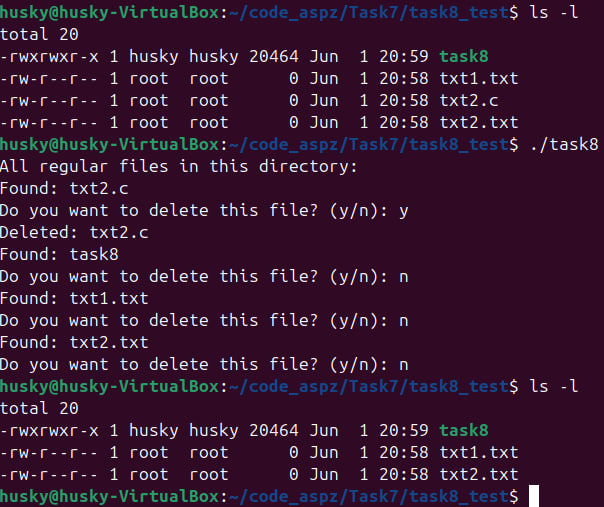 husky@husky-VirtualBox:~/code_aspz/Task7/task8_test$ ls -l
total 20
-rwxrwxr-x 1 husky husky 20464 Jun  1 20:59 task8
-rw-r--r-- 1 root  root      0 Jun  1 20:58 txt1.txt
-rw-r--r-- 1 root  root      0 Jun  1 20:58 txt2.c
-rw-r--r-- 1 root  root      0 Jun  1 20:58 txt2.txt
husky@husky-VirtualBox:~/code_aspz/Task7/task8_test$ ./task8
All regular files in this directory:
Found: txt2.c
Do you want to delete this file? (y/n): y
Deleted: txt2.c
Found: task8
Do you want to delete this file? (y/n): n
Found: txt1.txt
Do you want to delete this file? (y/n): n
Found: txt2.txt
Do you want to delete this file? (y/n): n
husky@husky-VirtualBox:~/code_aspz/Task7/task8_test$ ls -l
total 20
-rwxrwxr-x 1 husky husky 20464 Jun  1 20:59 task8
-rw-r--r-- 1 root  root      0 Jun  1 20:58 txt1.txt
-rw-r--r-- 1 root  root      0 Jun  1 20:58 txt2.txt
husky@husky-VirtualBox:~/code_aspz/Task7/task8_test$